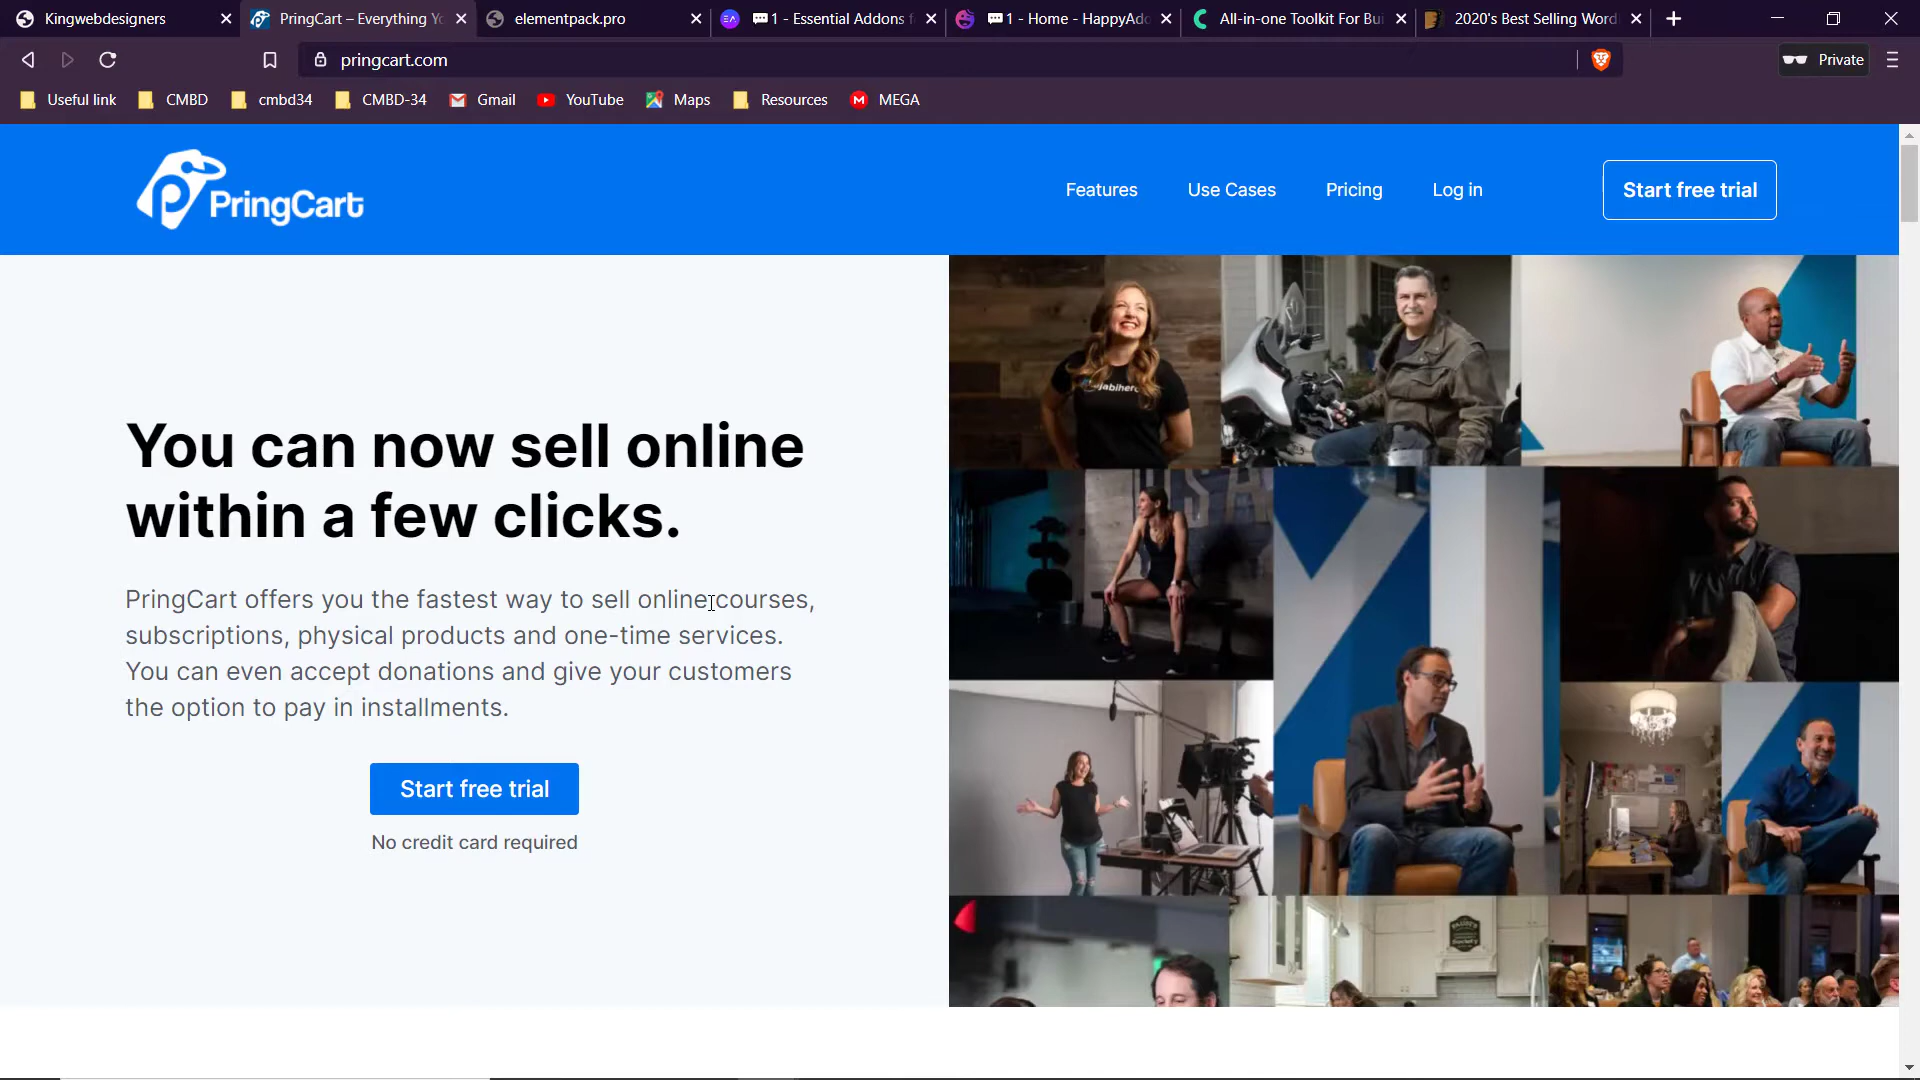 Kingwebdesigners
PringCart – Everything Yo
elementpack.pro
1 - Essential Addons f
1 - Home - HappyAdd
All-in-one Toolkit For Bui
2020's Best Selling Word
pringcart.com
Private
Useful link
CMBD
cmbd34
CMBD-34
Gmail
YouTube
Maps
Resources
MEGA
PringCart
Features
Use Cases
Pricing
Log in
Start free trial
You can now sell online
within a few clicks.
PringCart offers you the fastest way to sell online courses,
subscriptions, physical products and one-time services.
You can even accept donations and give your customers
the option to pay in installments.
Start free trial
No credit card required